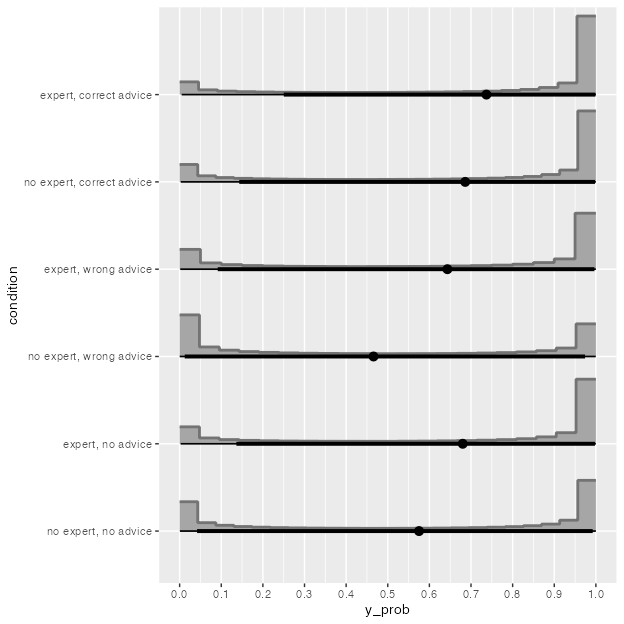 expert, correct advice
no expert, correct advice
expert, wrong advice
no expert, wrong advice
expert, no advice
no expert, no advice
condition
0.0 0.1 0.2 0.3 0.4 0.5 0.6 0.7 0.8 0.9 1.0
y_prob